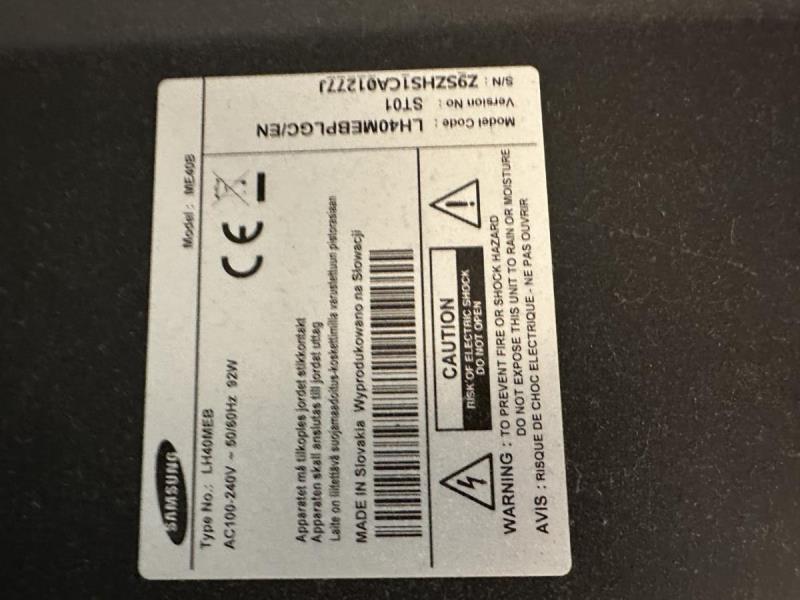 SAMSUNG
Model : ME40B
Type No.: LH40MEB
AC100-240V ~ 50/60Hz 92W
CE
Apparatet må tilkoples jordet stikkontakt
Apparaten skall anslutas till jordat uttag
Laite on liitettävä suojamaadoitus-koskettimilla varustettuun pistorasiaan
MADE IN Slovakia Wyprodukowano na Słowacji
CAUTION
RISK OF ELECTRIC SHOCK
DO NOT OPEN
WARNING : TO PREVENT FIRE OR SHOCK HAZARD
DO NOT EXPOSE THIS UNIT TO RAIN OR MOISTURE
AVIS : RISQUE DE CHOC ELECTRIQUE - NE PAS OUVRIR
Model Code : LH40MEBPLGC/EN
Version No : ST01
S/N : Z9SZHS1CA01277J